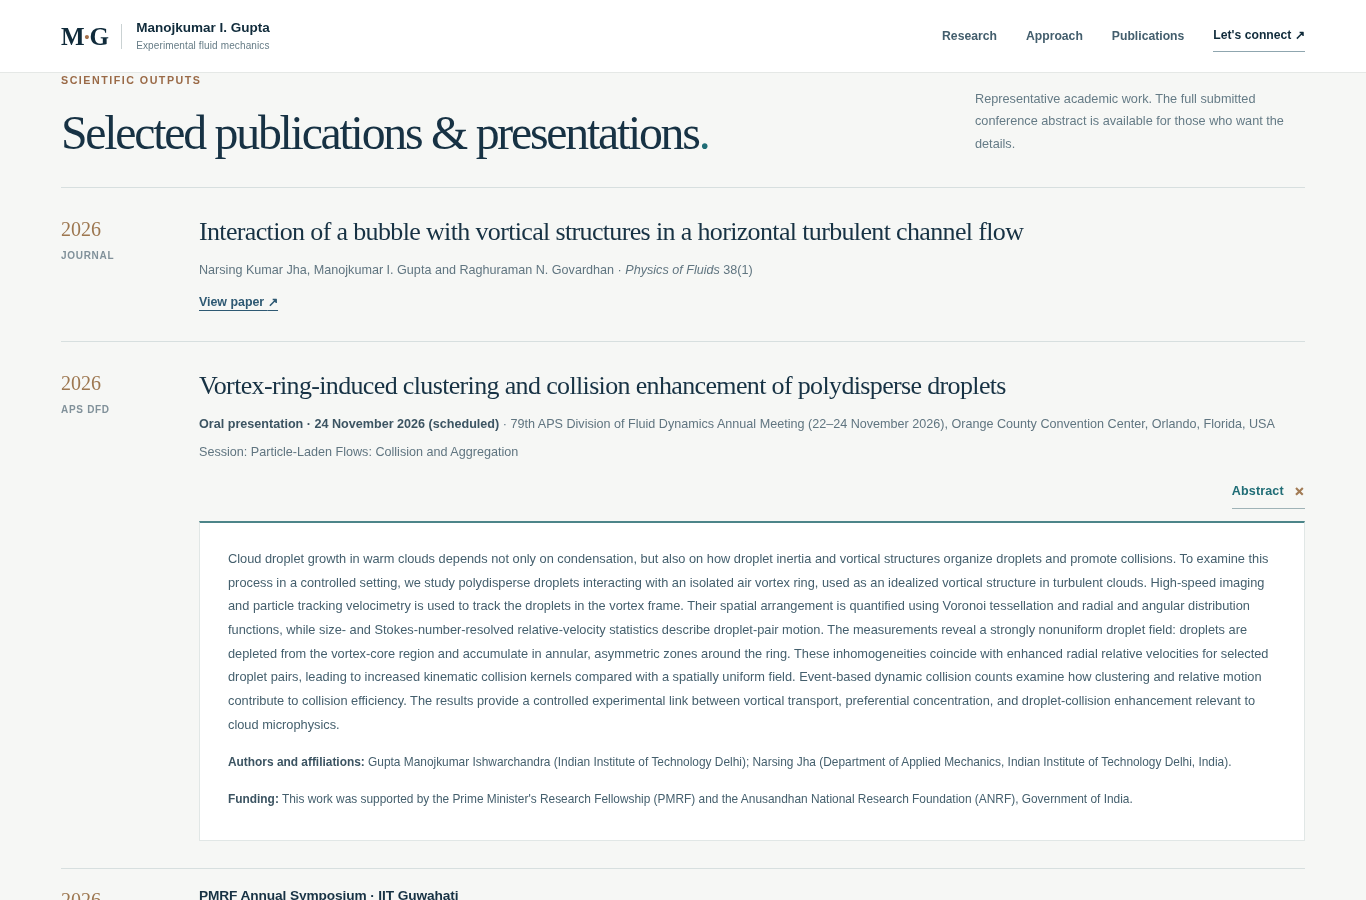 M·G
Manojkumar I. Gupta
Experimental fluid mechanics
Research
Approach
Publications
Let's connect ↗
SCIENTIFIC OUTPUTS
Selected publications & presentations.
Representative academic work. The full submitted
conference abstract is available for those who want the
details.
2026
JOURNAL
Interaction of a bubble with vortical structures in a horizontal turbulent channel flow
Narsing Kumar Jha, Manojkumar I. Gupta and Raghuraman N. Govardhan · Physics of Fluids 38(1)
View paper ↗
2026
APS DFD
Vortex-ring-induced clustering and collision enhancement of polydisperse droplets
Oral presentation · 24 November 2026 (scheduled) · 79th APS Division of Fluid Dynamics Annual Meeting (22–24 November 2026), Orange County Convention Center, Orlando, Florida, USA
Session: Particle-Laden Flows: Collision and Aggregation
Abstract ×
Cloud droplet growth in warm clouds depends not only on condensation, but also on how droplet inertia and vortical structures organize droplets and promote collisions. To examine this
process in a controlled setting, we study polydisperse droplets interacting with an isolated air vortex ring, used as an idealized vortical structure in turbulent clouds. High-speed imaging
and particle tracking velocimetry is used to track the droplets in the vortex frame. Their spatial arrangement is quantified using Voronoi tessellation and radial and angular distribution
functions, while size- and Stokes-number-resolved relative-velocity statistics describe droplet-pair motion. The measurements reveal a strongly nonuniform droplet field: droplets are
depleted from the vortex-core region and accumulate in annular, asymmetric zones around the ring. These inhomogeneities coincide with enhanced radial relative velocities for selected
droplet pairs, leading to increased kinematic collision kernels compared with a spatially uniform field. Event-based dynamic collision counts examine how clustering and relative motion
contribute to collision efficiency. The results provide a controlled experimental link between vortical transport, preferential concentration, and droplet-collision enhancement relevant to
cloud microphysics.
Authors and affiliations: Gupta Manojkumar Ishwarchandra (Indian Institute of Technology Delhi); Narsing Jha (Department of Applied Mechanics, Indian Institute of Technology Delhi, India).
Funding: This work was supported by the Prime Minister's Research Fellowship (PMRF) and the Anusandhan National Research Foundation (ANRF), Government of India.
2026
PMRF Annual Symposium · IIT Guwahati